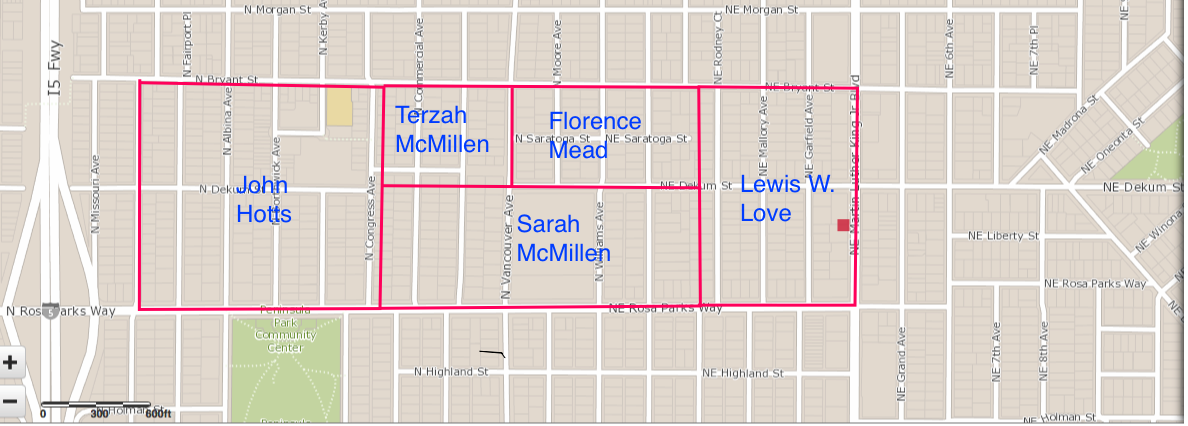 N Morgan St
NE Morgan St
I5 Fwy
N Fairport Pl
N Kerby A
N Commercial Ave
N Moore Ave
NE Rodney Ct
NE 6th Ave
NE 7th Pl
N Bryant St
NE Bryant St
N Albina Ave
N Missouri Ave
Terzah
McMillen
Florence
Mead
N Saratoga St
NE Saratoga St
NE Mallory Ave
NE Garfield Ave
NE Martin Luther King Jr Blvd
NE Madrona St
NE Oneonta St
N Dekum St
John
Hotts
N Congress Ave
NE Dekum St
Lewis W.
Love
NE Dekum St
Sarah
McMillen
N Vancouver Ave
N Williams Ave
NE Liberty St
NE Winona
NE Rosa Parks Way
N Rosa Parks Way
5
NE Rosa Parks Way
Peninsula
Park
Community
Center
NE Grand Ave
NE 7th Ave
NE 8th Ave
N Highland St
NE Highland St
+
−
0 300 600ft
N Holman St
Peninsula
NE Holman St